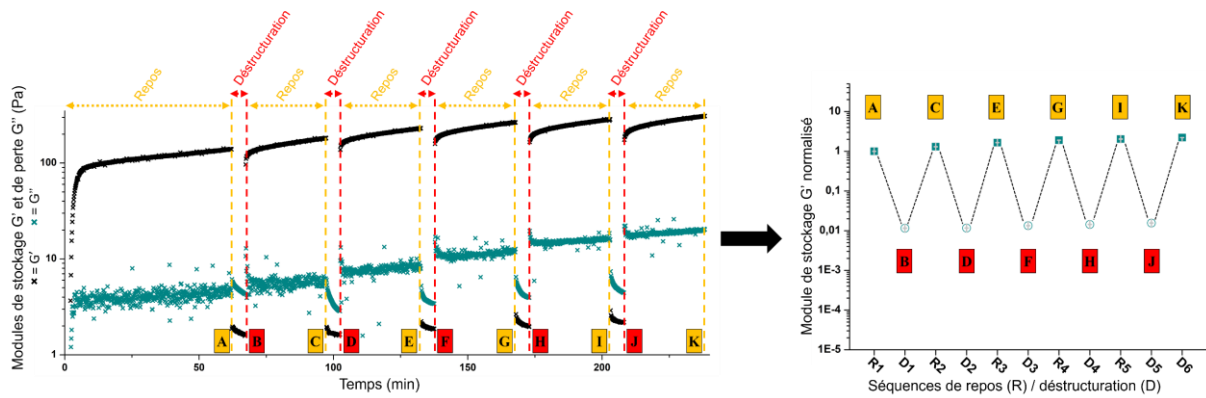 Déstructuration
Déstructuration
Déstructuration
Déstructuration
Déstructuration
Repos
Repos
Repos
Repos
Repos
Repos
Modules de stockage G' et de perte G'' (Pa)
× = G' × = G''
100
10
1
A
B
C
D
E
F
G
H
I
J
K
0
50
100
150
200
Temps (min)
Module de stockage G' normalisé
10
1
0,1
0,01
1E-3
1E-4
1E-5
A
C
E
G
I
K
B
D
F
H
J
R1
D1
R2
D2
R3
D3
R4
D4
R5
D5
D6
Séquences de repos (R) / déstructuration (D)